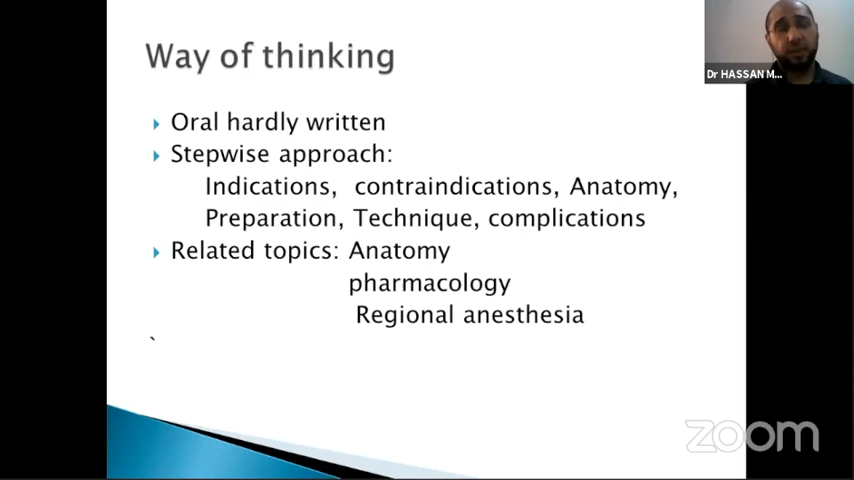 Way of thinking
Dr HASSAN M...
Oral hardly written
Stepwise approach:
Indications, contraindications, Anatomy,
Preparation, Technique, complications
Related topics: Anatomy
pharmacology
Regional anesthesia
`
zoom